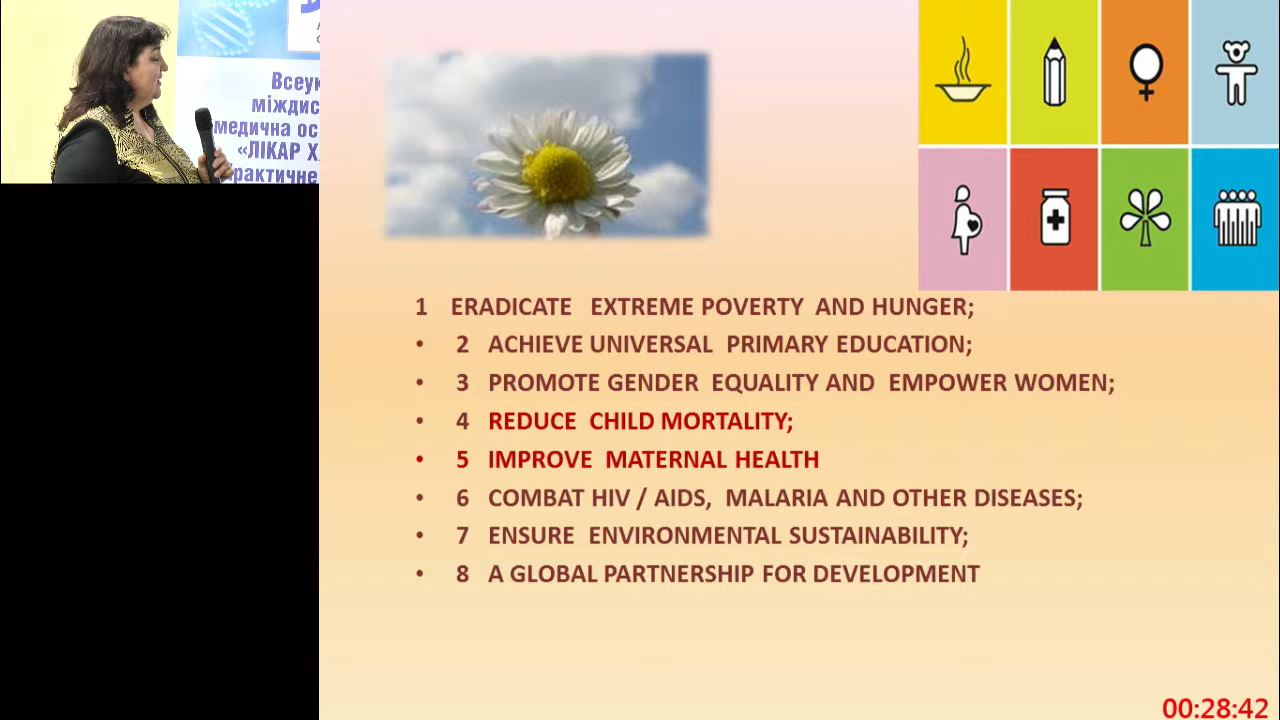 Всеук
міждис
медична ос
«ЛІКАР Х
рактичне
1 ERADICATE EXTREME POVERTY AND HUNGER;
• 2 ACHIEVE UNIVERSAL PRIMARY EDUCATION;
• 3 PROMOTE GENDER EQUALITY AND EMPOWER WOMEN;
• 4 REDUCE CHILD MORTALITY;
• 5 IMPROVE MATERNAL HEALTH
• 6 COMBAT HIV / AIDS, MALARIA AND OTHER DISEASES;
• 7 ENSURE ENVIRONMENTAL SUSTAINABILITY;
• 8 A GLOBAL PARTNERSHIP FOR DEVELOPMENT
00:28:42